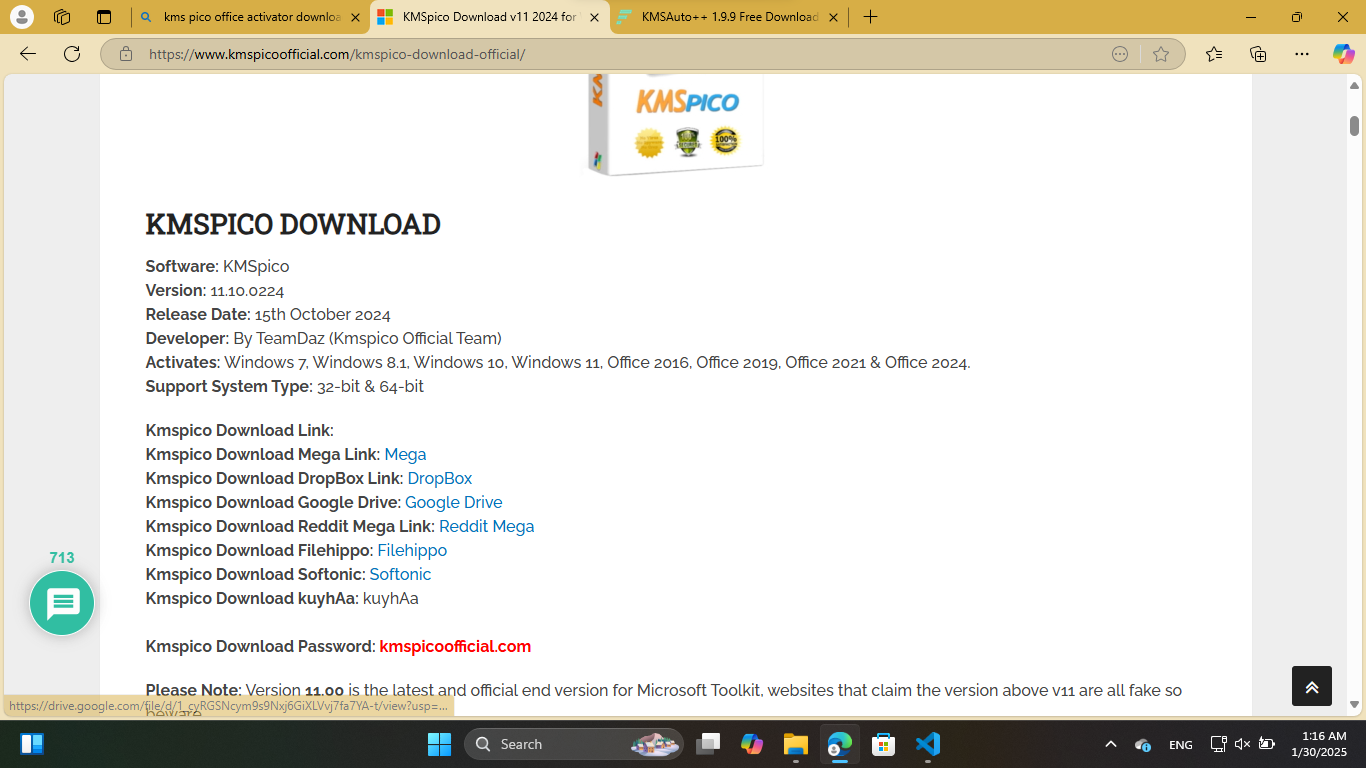 kms pico office activator downloa
KMSpico Download v11 2024 for
KMSAuto++ 1.9.9 Free Download
https://www.kmspicoofficial.com/kmspico-download-official/
KMSPICO
100%
KMSPICO DOWNLOAD
Software: KMSpico
Version: 11.10.0224
Release Date: 15th October 2024
Developer: By TeamDaz (Kmspico Official Team)
Activates: Windows 7, Windows 8.1, Windows 10, Windows 11, Office 2016, Office 2019, Office 2021 & Office 2024.
Support System Type: 32-bit & 64-bit
Kmspico Download Link:
Kmspico Download Mega Link: Mega
Kmspico Download DropBox Link: DropBox
Kmspico Download Google Drive: Google Drive
Kmspico Download Reddit Mega Link: Reddit Mega
Kmspico Download Filehippo: Filehippo
713
Kmspico Download Softonic: Softonic
Kmspico Download kuyhAa: kuyhAa
Kmspico Download Password: kmspicoofficial.com
Please Note: Version 11.00 is the latest and official end version for Microsoft Toolkit, websites that claim the version above v11 are all fake so
beware
https://drive.google.com/file/d/1_cyRGSNcym9s9Nxj6GiXLVvj7fa7YA-t/view?usp=...
Search
ENG
1:16 AM
1/30/2025